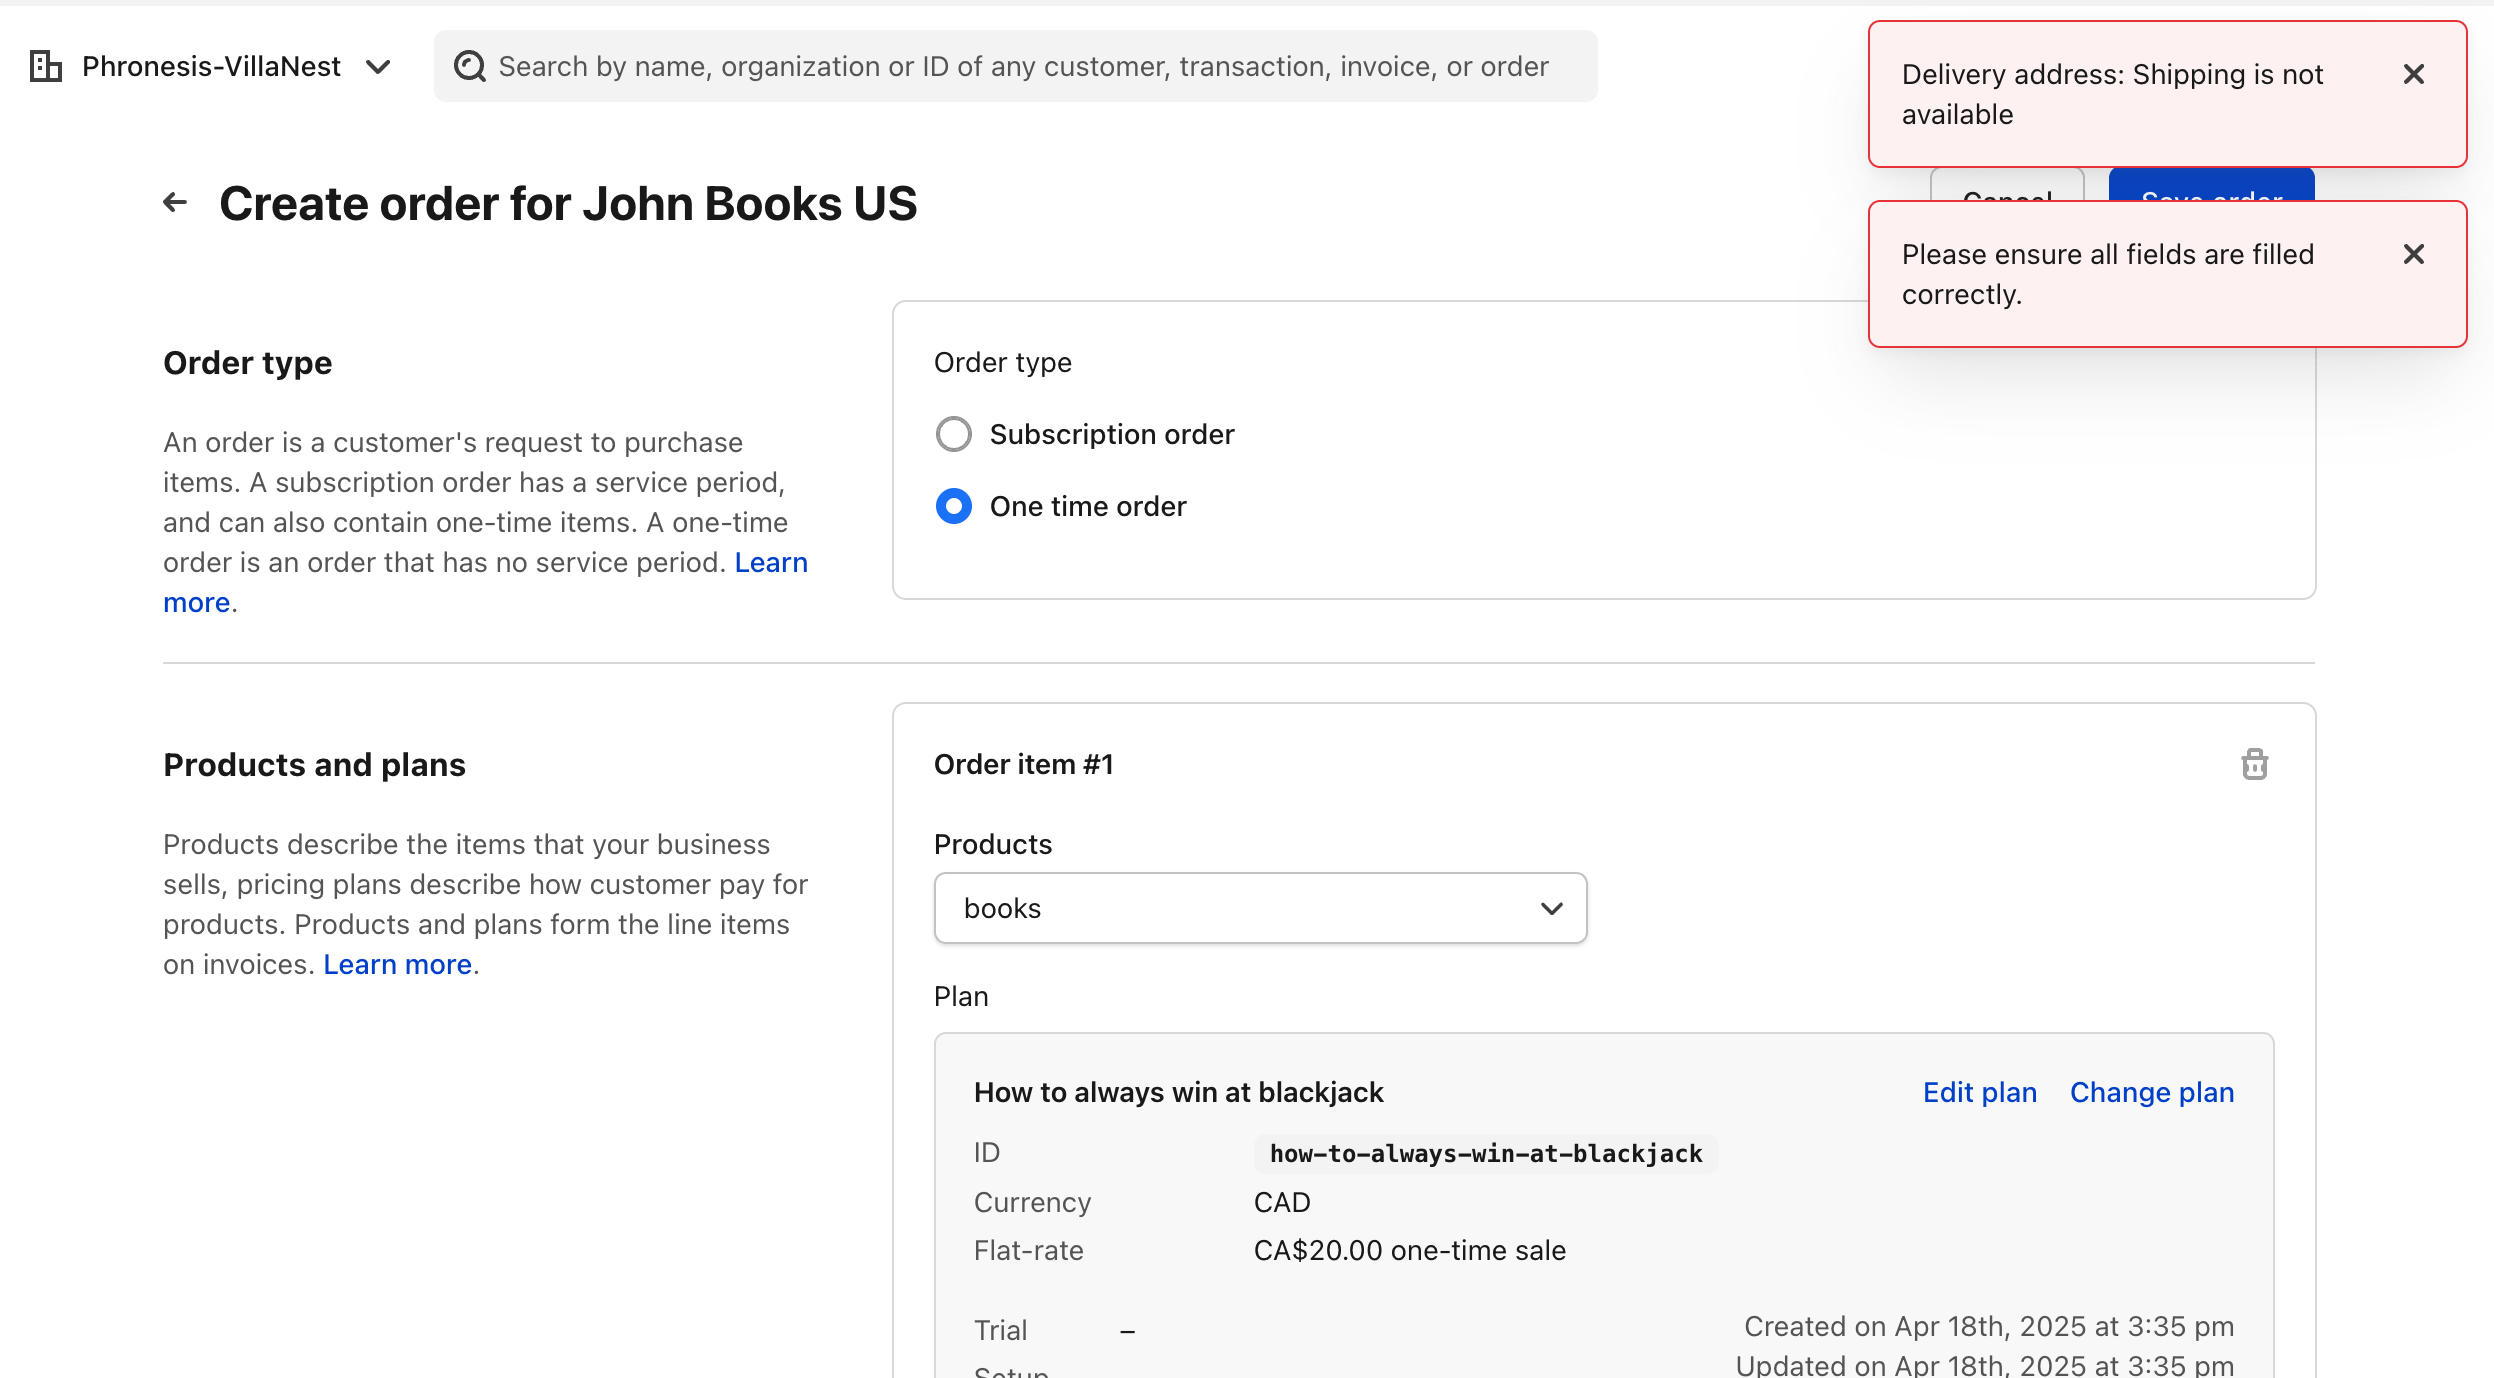 Phronesis-VillaNest
Search by name, organization or ID of any customer, transaction, invoice, or order
Delivery address: Shipping is not
available
Create order for John Books US
Cancel
Save order
Please ensure all fields are filled
correctly.
Order type
An order is a customer's request to purchase
items. A subscription order has a service period,
and can also contain one-time items. A one-time
order is an order that has no service period. Learn
more.
Order type
Subscription order
One time order
Products and plans
Products describe the items that your business
sells, pricing plans describe how customer pay for
products. Products and plans form the line items
on invoices. Learn more.
Order item #1
Products
books
Plan
How to always win at blackjack
Edit plan
Change plan
ID
how-to-always-win-at-blackjack
Currency
CAD
Flat-rate
CA$20.00 one-time sale
Trial
–
Created on Apr 18th, 2025 at 3:35 pm
Setup
Updated on Apr 18th, 2025 at 3:35 pm